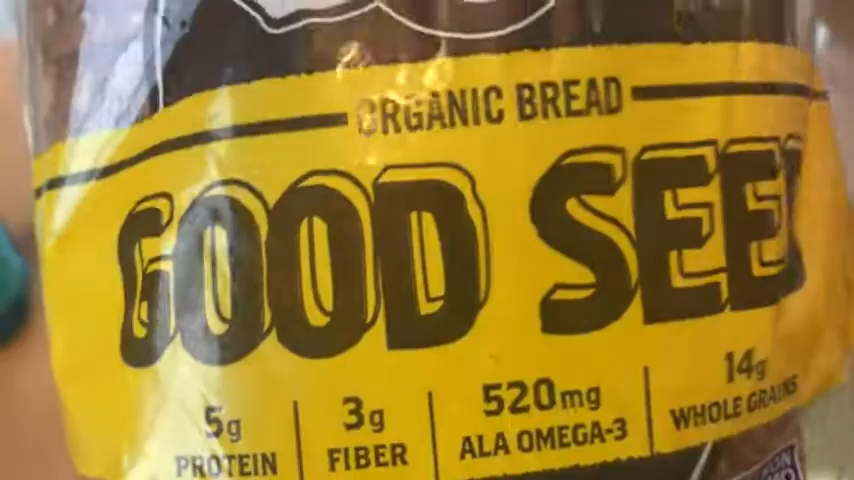 ORGANIC BREAD
GOOD SEE
5g
PROTEIN
3g
FIBER
520mg
ALA OMEGA-3
14g
WHOLE GRAINS